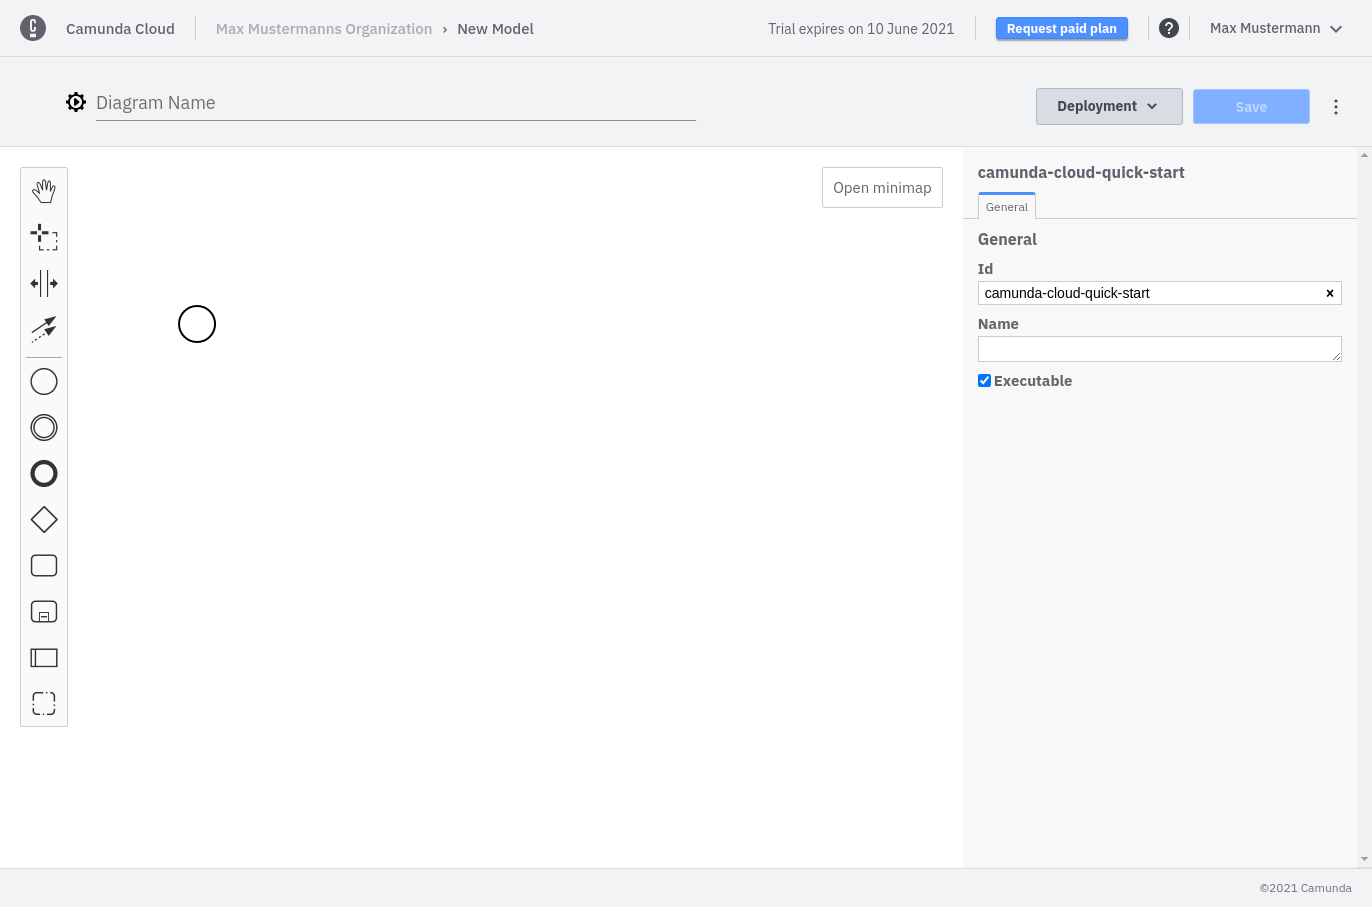 Camunda Cloud
Max Mustermanns Organization › New Model
Trial expires on 10 June 2021
Request paid plan
?
Max Mustermann
Diagram Name
Deployment
Save
Open minimap
camunda-cloud-quick-start
General
General
Id
camunda-cloud-quick-start
Name
Executable
©2021 Camunda